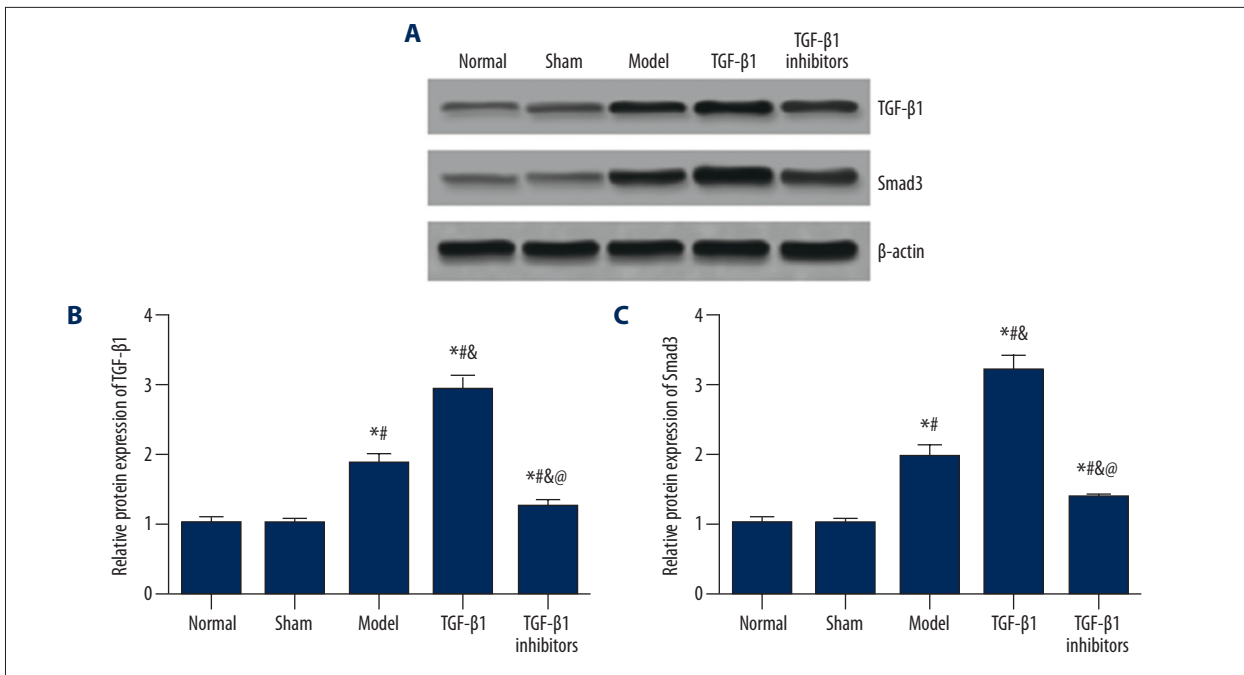 A
Normal Sham Model TGF-β1 TGF-β1 inhibitors
TGF-β1
Smad3
β-actin
B
Relative protein expression of TGF-β1
4
3
2
1
0
*#
*#&
*#&@
Normal Sham Model TGF-β1 TGF-β1
inhibitors
C
Relative protein expression of Smad3
4
3
2
1
0
*#
*#&
*#&@
Normal Sham Model TGF-β1 TGF-β1
inhibitors